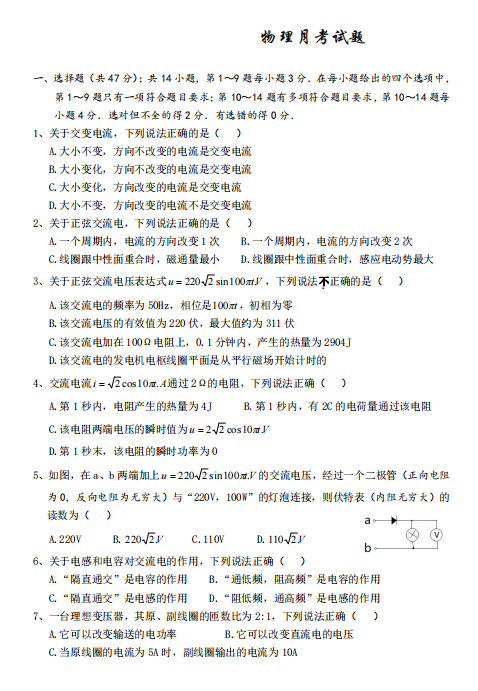 物理月考试题
一、选择题（共47分）；共14小题，第1～9题每小题3分．在每小题给出的四个选项中，
第1～9题只有一项符合题目要求；第10～14题有多项符合题目要求，第10～14题每
小题4分．选对但不全的得2分．有选错的得0分．
1、关于交变电流，下列说法正确的是（ ）
A.大小不变，方向不改变的电流是交变电流
B.大小变化，方向不改变的电流是交变电流
C.大小变化，方向改变的电流是交变电流
D.大小不变，方向改变的电流不是交变电流
2、关于正弦交流电，下列说法正确的是（ ）
A.一个周期内，电流的方向改变1次 B.一个周期内，电流的方向改变2次
C.线圈跟中性面重合时，磁通量最小 D.线圈跟中性面重合时，感应电动势最大
3、关于正弦交流电压表达式u=220√2sin100πt.V，下列说法不正确的是（ ）
A.该交流电的频率为50Hz，相位是100πt，初相为零
B.该交流电压的有效值为220伏，最大值约为311伏
C.该交流电加在100Ω电阻上，0.1分钟内，产生的热量为2904J
D.该交流电的发电机电枢线圈平面是从平行磁场开始计时的
4、交流电流i=√2cos10πt.A通过2Ω的电阻，下列说法正确（ ）
A.第1秒内，电阻产生的热量为4J B.第1秒内，有2C的电荷量通过该电阻
C.该电阻两端电压的瞬时值为u=2√2cos10πt.V
D.第1秒末，该电阻的瞬时功率为0
5、如图，在a、b两端加上u=220√2sin100πt.V的交流电压，经过一个二极管（正向电阻
为0，反向电阻为无穷大）与“220V，100W”的灯泡连接，则伏特表（内阻无穷大）的
读数为（ ）
A.220V B.220√2.V C.110V D.110√2.V
a
V
b
6、关于电感和电容对交流电的作用，下列说法正确（ ）
A.“隔直通交”是电容的作用 B.“通低频，阻高频”是电容的作用
C.“隔直通交”是电感的作用 D.“阻低频，通高频”是电感的作用
7、一台理想变压器，其原、副线圈的匝数比为2:1，下列说法正确（ ）
A.它可以改变输送的电功率 B.它可以改变直流电的电压
C.当原线圈的电流为5A时，副线圈输出的电流为10A